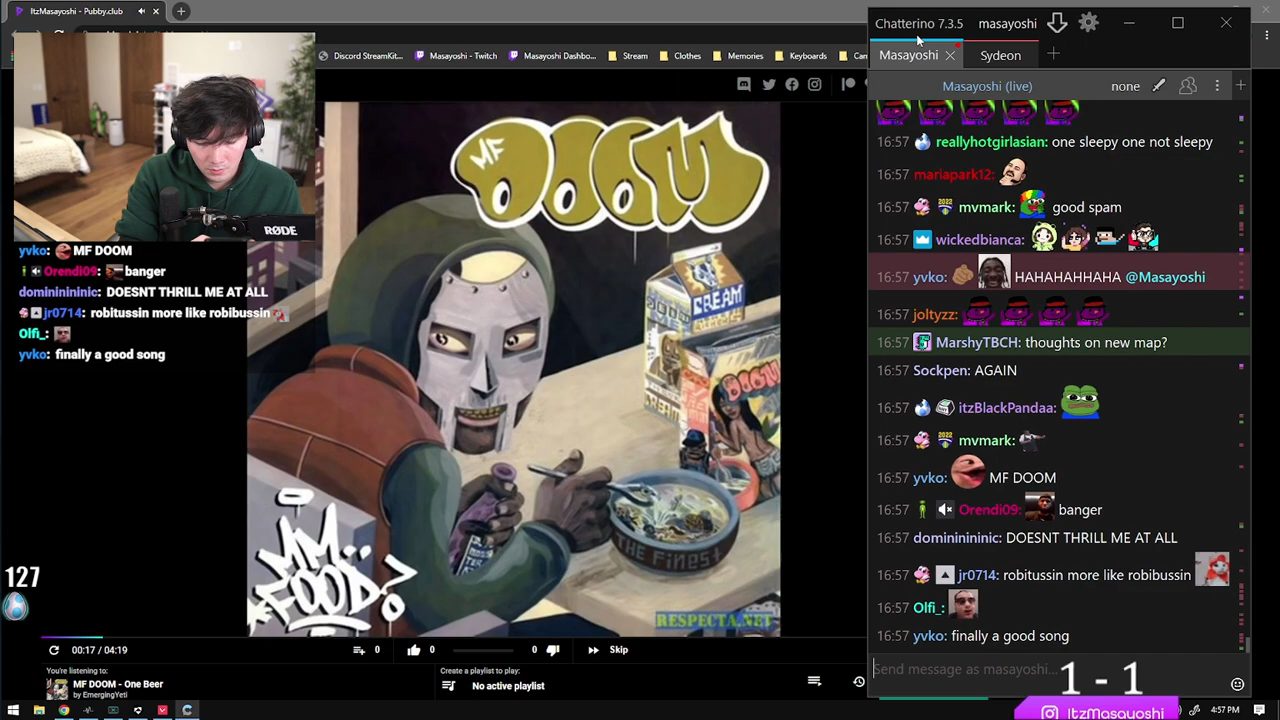 ItzMasayoshi - Pubby.club
Discord StreamKit...
Masayoshi - Twitch
Masayoshi Dashbo...
Stream
Clothes
Memories
Keyboards
RØDE
yvko: MF DOOM
Orendi09: banger
domininininic: DOESNT THRILL ME AT ALL
jr0714: robitussin more like robibussin
Olfi_:
yvko: finally a good song
127
MF
DOOM
CREAM
CREAM
DOOM
THE FINEST
MM..
FOOD?
RESPECTA.NET
00:17 / 04:19
0
0
0
Skip
You're listening to:
MF DOOM - One Beer
by EmergingYeti
Create a playlist to play:
No active playlist
Chatterino 7.3.5
masayoshi
Masayoshi
Sydeon
Masayoshi (live)
none
16:57 reallyhotgirlasian: one sleepy one not sleepy
16:57 mariapark12:
16:57 mvmark: good spam
16:57 wickedbianca:
16:57 yvko: HAHAHAHHAHA @Masayoshi
16:57 joltyzz:
16:57 MarshyTBCH: thoughts on new map?
16:57 Sockpen: AGAIN
16:57 itzBlackPandaa:
16:57 mvmark:
16:57 yvko: MF DOOM
16:57 Orendi09: banger
16:57 domininininic: DOESNT THRILL ME AT ALL
16:57 jr0714: robitussin more like robibussin
16:57 Olfi_:
16:57 yvko: finally a good song
Send message as masayoshi...
1 - 1
ItzMasayoshi
4:57 PM